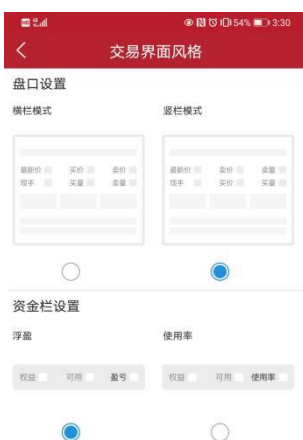 54% 3:30
交易界面风格
盘口设置
横栏模式 竖栏模式
最新价 买价 卖价 最新价 卖价 卖量
现手 买量 卖量 现手 买价 买量
资金栏设置
浮盈 使用率
权益 可用 盈亏 权益 可用 使用率